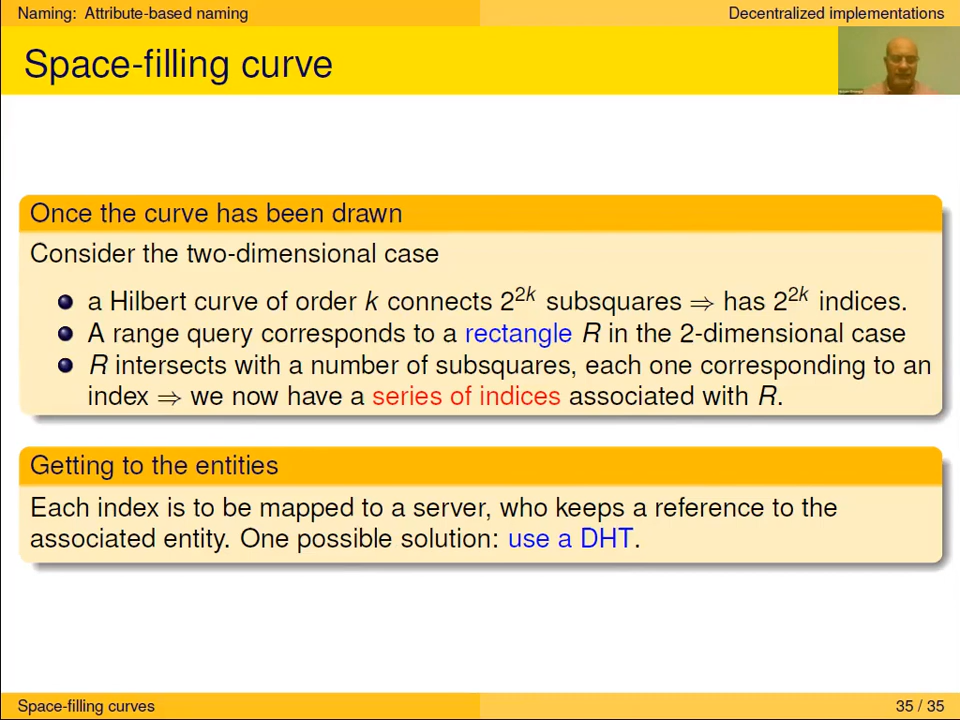 Naming: Attribute-based naming
Decentralized implementations
Space-filling curve
Once the curve has been drawn
Consider the two-dimensional case
a Hilbert curve of order k connects 2^{2k} subsquares ⇒ has 2^{2k} indices.
A range query corresponds to a rectangle R in the 2-dimensional case
R intersects with a number of subsquares, each one corresponding to an
index ⇒ we now have a series of indices associated with R.
Getting to the entities
Each index is to be mapped to a server, who keeps a reference to the
associated entity. One possible solution: use a DHT.
Space-filling curves
35 / 35